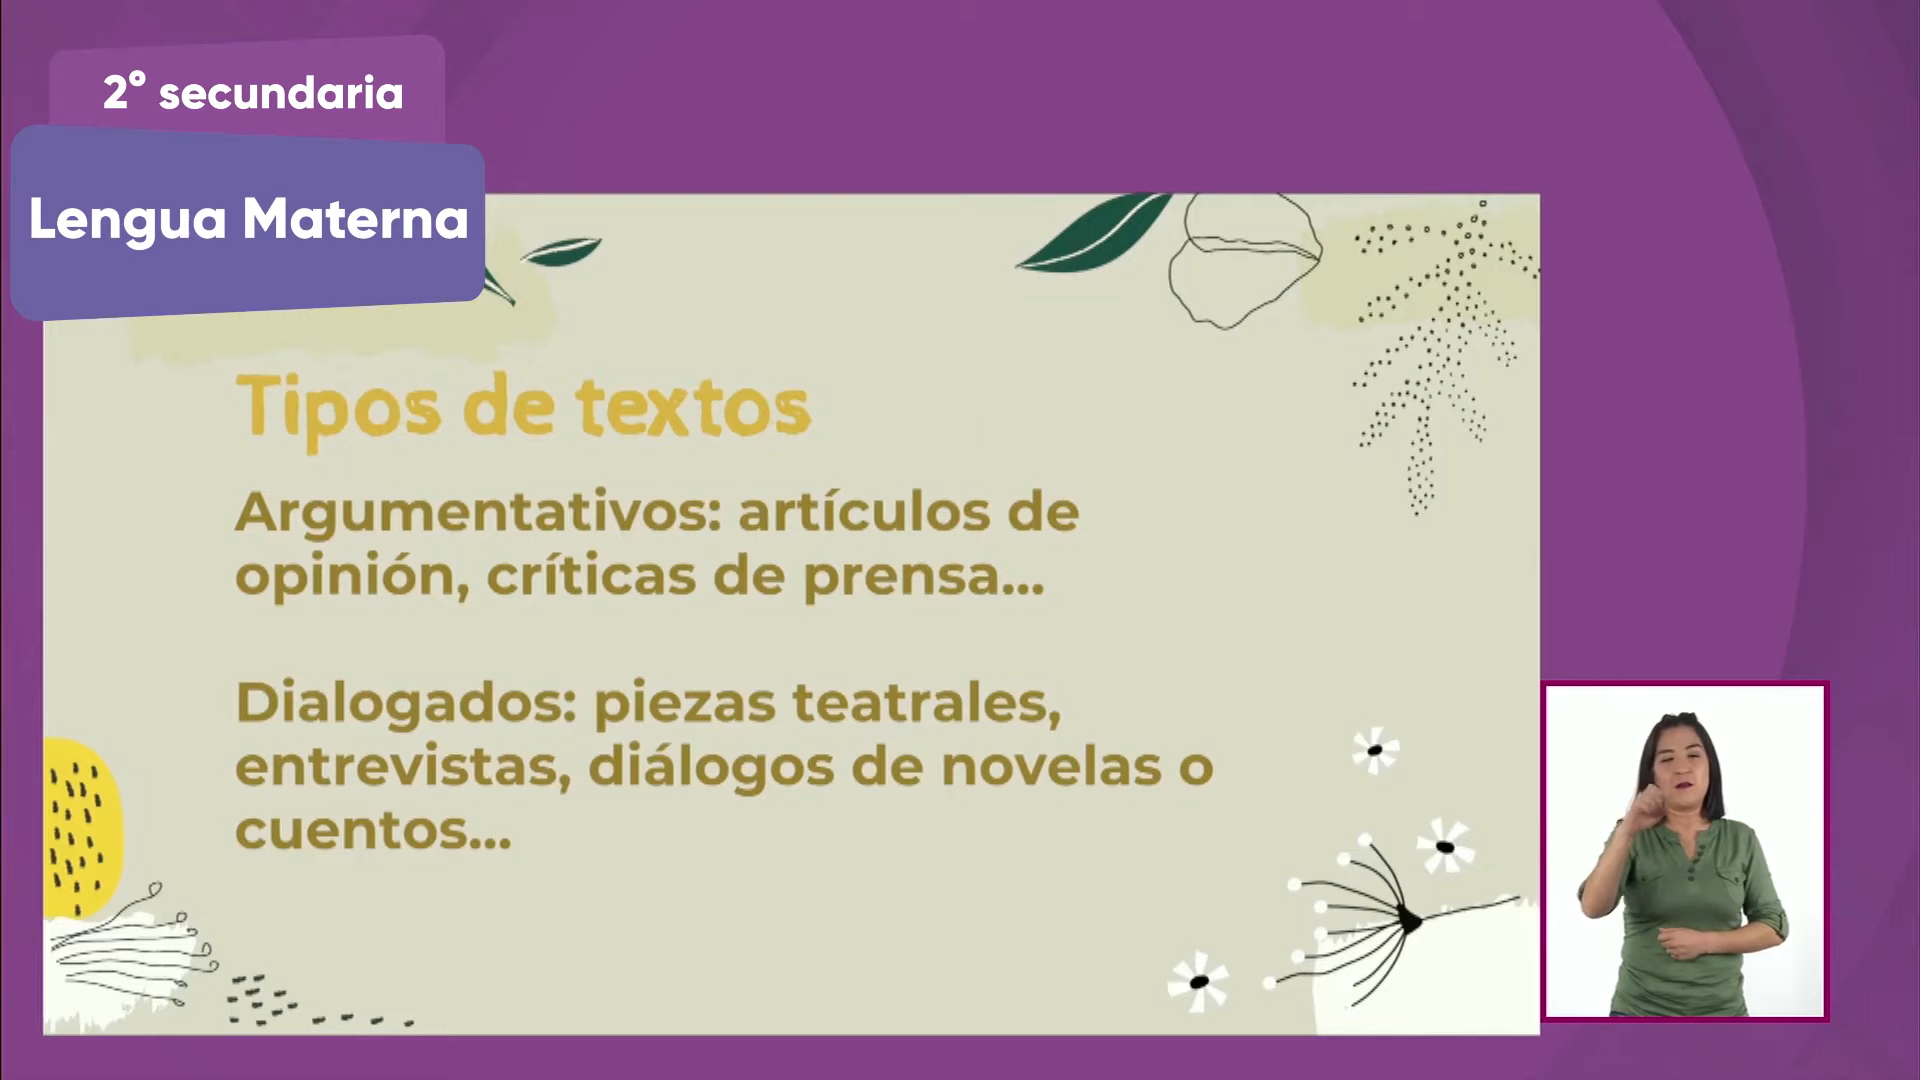 2° secundaria
Lengua Materna
Tipos de textos
Argumentativos: artículos de
opinión, críticas de prensa...
Dialogados: piezas teatrales,
entrevistas, diálogos de novelas o
cuentos...